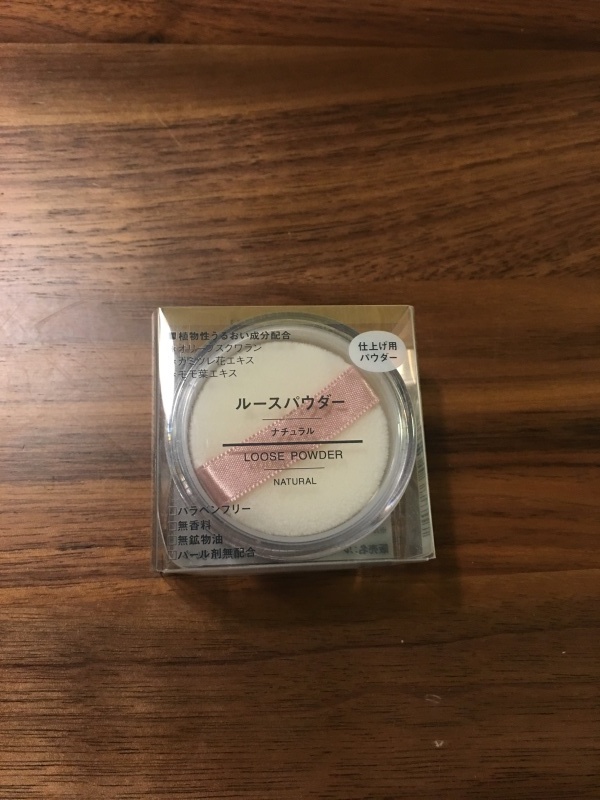 ■植物性うるおい成分配合
・オリーブスクワラン
・カミツレ花エキス
・モモ葉エキス
仕上げ用
パウダー
ルースパウダー
ナチュラル
LOOSE POWDER
NATURAL
□パラベンフリー
□無香料
□無鉱物油
□パール剤無配合